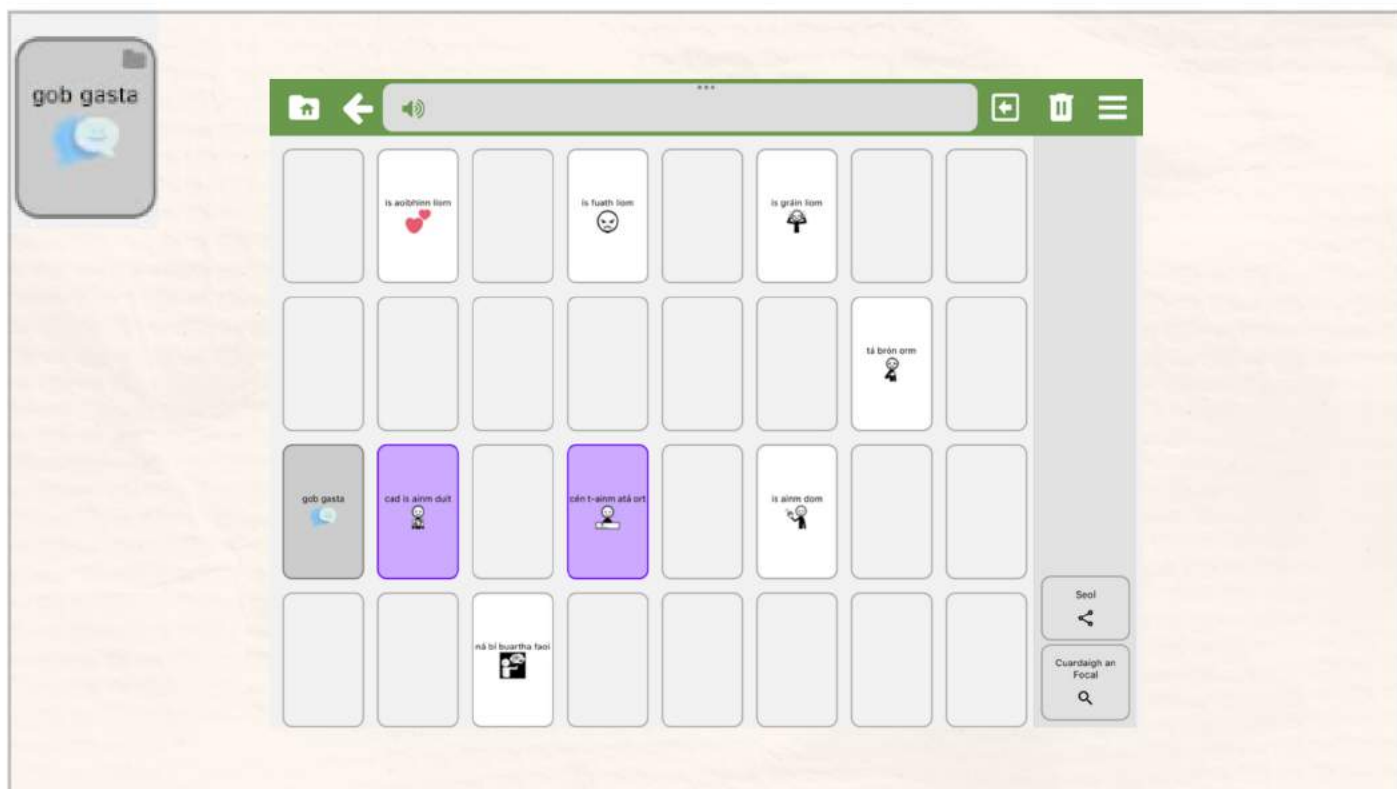 gob gasta
is aoibhinn liom
is fuath liom
is gráin liom
tá brón orm
gob gasta
cad is ainm duit
cén t-ainm atá ort
is ainm dom
ná bí buartha faoi
Seol
Cuardaigh an
Focal